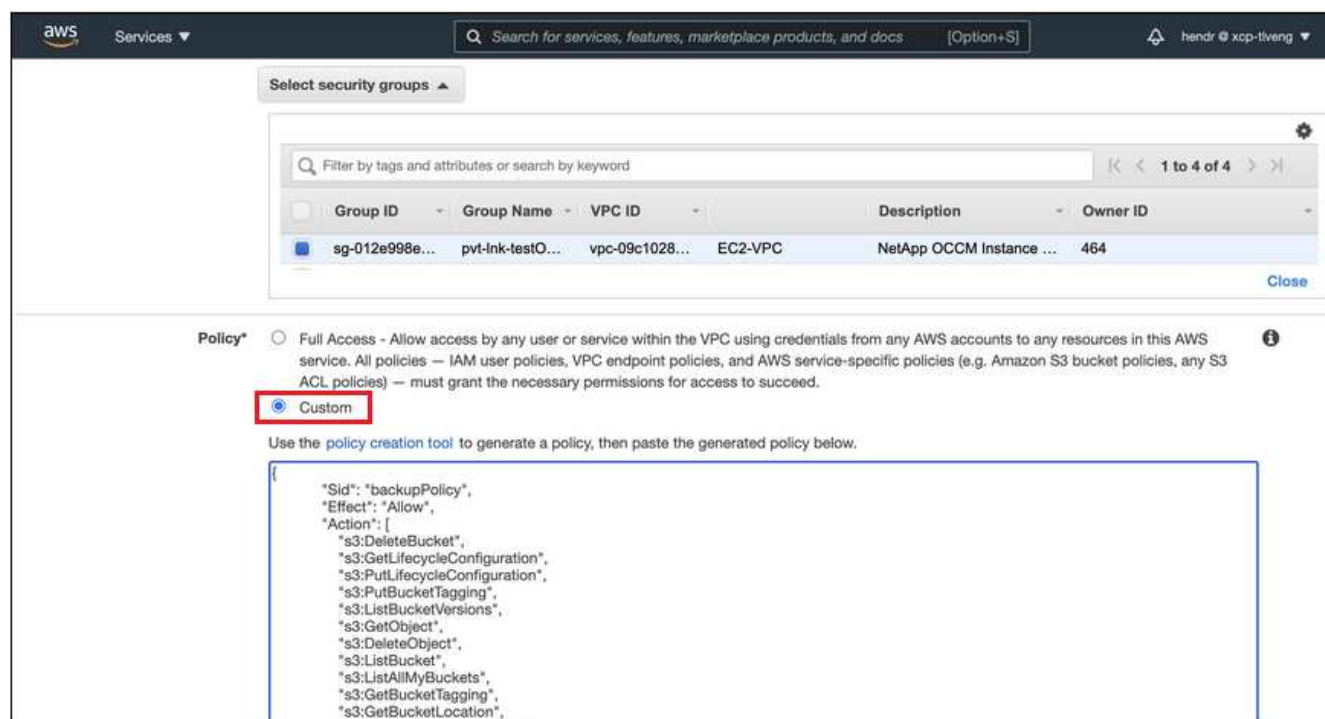 aws Services ▼ Search for services, features, marketplace products, and docs [Option+S] hendr @ xcp-tlveng ▼
Select security groups ▲
Filter by tags and attributes or search by keyword 1 to 4 of 4
Group ID Group Name VPC ID Description Owner ID
sg-012e998e... pvt-lnk-testO... vpc-09c1028... EC2-VPC NetApp OCCM Instance ... 464
Close
Policy* Full Access - Allow access by any user or service within the VPC using credentials from any AWS accounts to any resources in this AWS
service. All policies — IAM user policies, VPC endpoint policies, and AWS service-specific policies (e.g. Amazon S3 bucket policies, any S3
ACL policies) — must grant the necessary permissions for access to succeed.
Custom
Use the policy creation tool to generate a policy, then paste the generated policy below.
{
"Sid": "backupPolicy",
"Effect": "Allow",
"Action": [
"s3:DeleteBucket",
"s3:GetLifecycleConfiguration",
"s3:PutLifecycleConfiguration",
"s3:PutBucketTagging",
"s3:ListBucketVersions",
"s3:GetObject",
"s3:DeleteObject",
"s3:ListBucket",
"s3:ListAllMyBuckets",
"s3:GetBucketTagging",
"s3:GetBucketLocation",